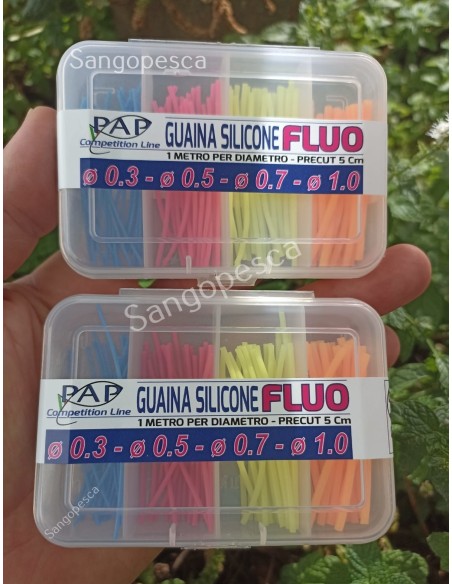 Sangopesca
PAP
Competition Line
GUAINA SILICONE FLUO
1 METRO PER DIAMETRO - PRECUT 5 Cm
ø 0.3 - ø 0.5 - ø 0.7 - ø 1.0
Sangopesca
PAP
Competition Line
GUAINA SILICONE FLUO
1 METRO PER DIAMETRO - PRECUT 5 Cm
ø 0.3 - ø 0.5 - ø 0.7 - ø 1.0
Sangopesca